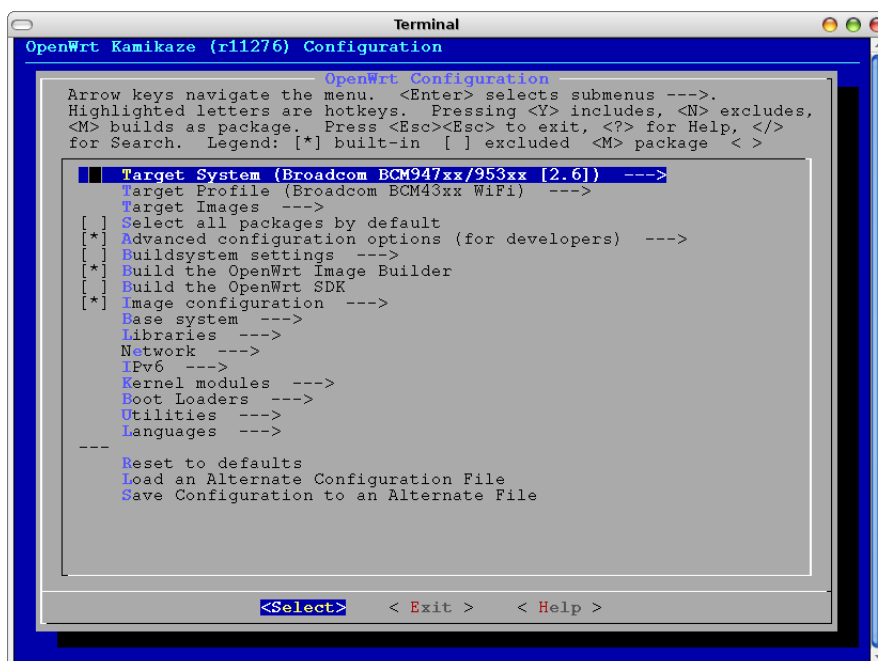 Terminal
OpenWrt Kamikaze (r11276) Configuration
OpenWrt Configuration
Arrow keys navigate the menu.  <Enter> selects submenus --->.
Highlighted letters are hotkeys.  Pressing <Y> includes, <N> excludes,
<M> builds as package.  Press <Esc><Esc> to exit, <?> for Help, </>
for Search.  Legend: [*] built-in  [ ] excluded  <M> package  < >
Target System (Broadcom BCM947xx/953xx [2.6])  --->
Target Profile (Broadcom BCM43xx WiFi)  --->
Target Images  --->
[ ] Select all packages by default
[*] Advanced configuration options (for developers)  --->
[ ] Buildsystem settings  --->
[*] Build the OpenWrt Image Builder
[ ] Build the OpenWrt SDK
[*] Image configuration  --->
Base system  --->
Libraries  --->
Network  --->
IPv6  --->
Kernel modules  --->
Boot Loaders  --->
Utilities  --->
Languages  --->
---
Reset to defaults
Load an Alternate Configuration File
Save Configuration to an Alternate File
<Select>    < Exit >    < Help >